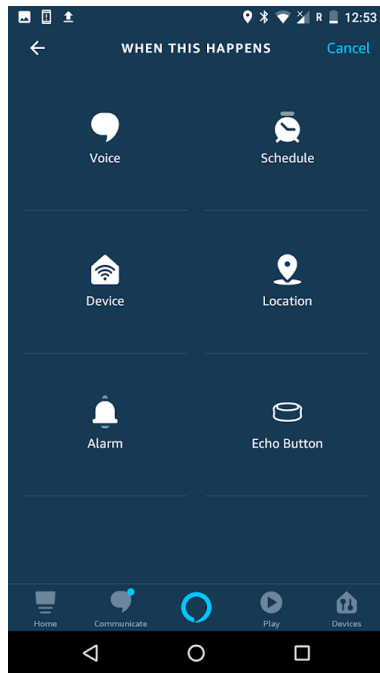 R 12:53
WHEN THIS HAPPENS Cancel
Voice Schedule
Device Location
Alarm Echo Button
Home Communicate Play Devices